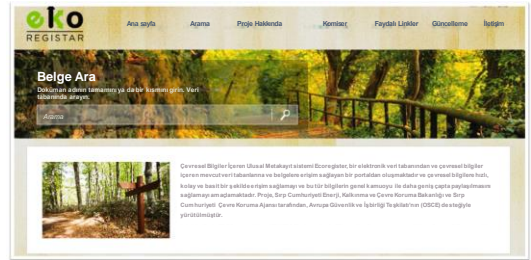 eko
REGISTAR
Ana sayfa Arama Proje Hakkında Komiser Faydalı Linkler Güncelleme İletişim
Belge Ara
Doküman adının tamamını ya da bir kısmını girin. Veri
tabanında arayın.
Arama
Çevresel Bilgiler İçeren Ulusal Metakayıt sistemi Ecoregister, bir elektronik veri tabanından ve çevresel bilgiler
içeren mevcut veri tabanlarına ve belgelere erişim sağlayan bir portaldan oluşmaktadır ve çevresel bilgilere hızlı,
kolay ve basit bir şekilde erişim sağlamayı ve bu tür bilgilerin genel kamuoyu ile daha geniş çapta paylaşılmasını
sağlamayı amaçlamaktadır. Proje, Sırp Cumhuriyeti Enerji, Kalkınma ve Çevre Koruma Bakanlığı ve Sırp
Cumhuriyeti Çevre Koruma Ajansı tarafından, Avrupa Güvenlik ve İşbirliği Teşkilatı'nın (OSCE) desteğiyle
yürütülmüştür.